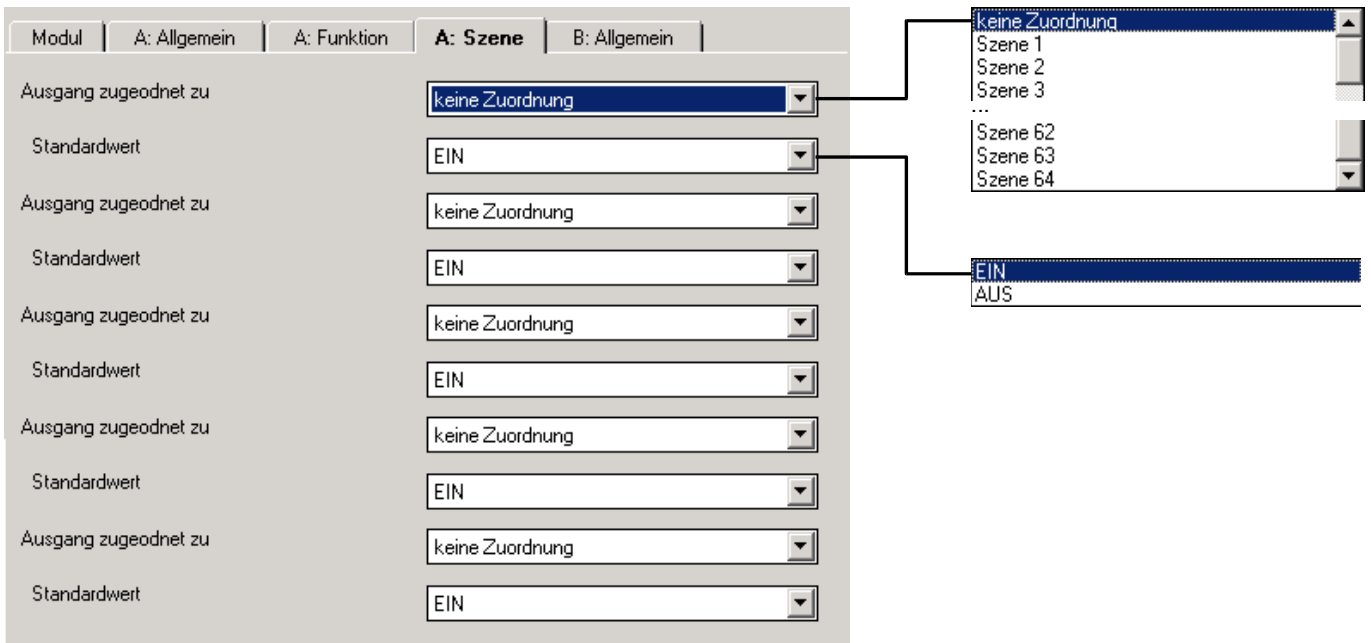 Modul A: Allgemein A: Funktion A: Szene B: Allgemein
Ausgang zugeodnet zu keine Zuordnung
Standardwert EIN
Ausgang zugeodnet zu keine Zuordnung
Standardwert EIN
Ausgang zugeodnet zu keine Zuordnung
Standardwert EIN
Ausgang zugeodnet zu keine Zuordnung
Standardwert EIN
Ausgang zugeodnet zu keine Zuordnung
Standardwert EIN
keine Zuordnung
Szene 1
Szene 2
Szene 3
...
Szene 62
Szene 63
Szene 64
EIN
AUS